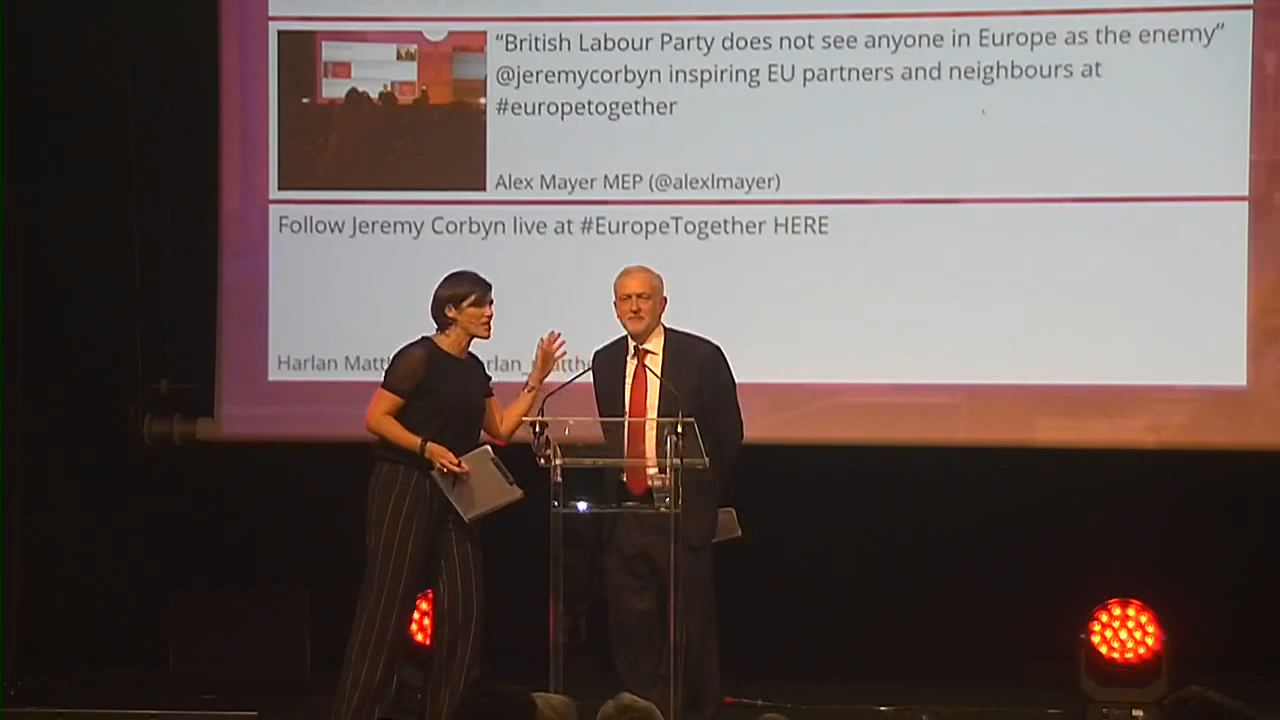 “British Labour Party does not see anyone in Europe as the enemy“
@jeremycorbyn inspiring EU partners and neighbours at
#europetogether
Alex Mayer MEP (@alexlmayer)
Follow Jeremy Corbyn live at #EuropeTogether HERE
Harlan